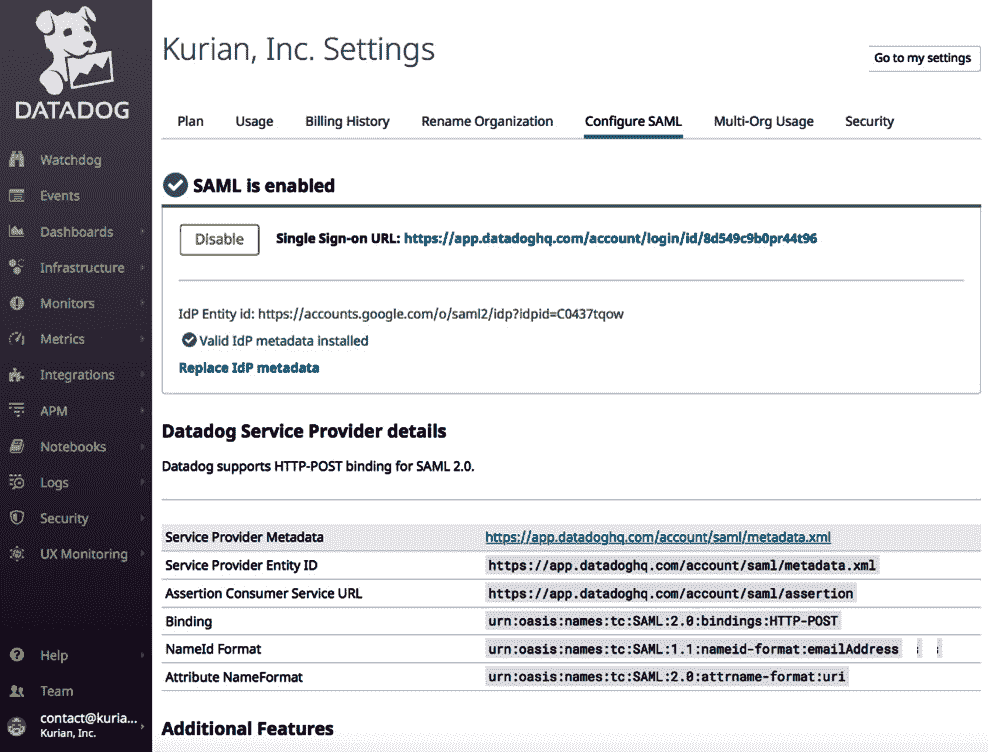 DATADOG
Watchdog
Events
Dashboards
Infrastructure
Monitors
Metrics
Integrations
APM
Notebooks
Logs
Security
UX Monitoring
Help
Team
contact@kuria...
Kurian, Inc.
Kurian, Inc. Settings
Go to my settings
Plan Usage Billing History Rename Organization Configure SAML Multi-Org Usage Security
SAML is enabled
Disable Single Sign-on URL: https://app.datadoghq.com/account/login/id/8d549c9b0pr44t96
IdP Entity id: https://accounts.google.com/o/saml2/idp?idpid=C0437tqow
Valid IdP metadata installed
Replace IdP metadata
Datadog Service Provider details
Datadog supports HTTP-POST binding for SAML 2.0.
Service Provider Metadata https://app.datadoghq.com/account/saml/metadata.xml
Service Provider Entity ID https://app.datadoghq.com/account/saml/metadata.xml
Assertion Consumer Service URL https://app.datadoghq.com/account/saml/assertion
Binding urn:oasis:names:tc:SAML:2.0:bindings:HTTP-POST
NameId Format urn:oasis:names:tc:SAML:1.1:nameid-format:emailAddress
Attribute NameFormat urn:oasis:names:tc:SAML:2.0:attrname-format:uri
Additional Features